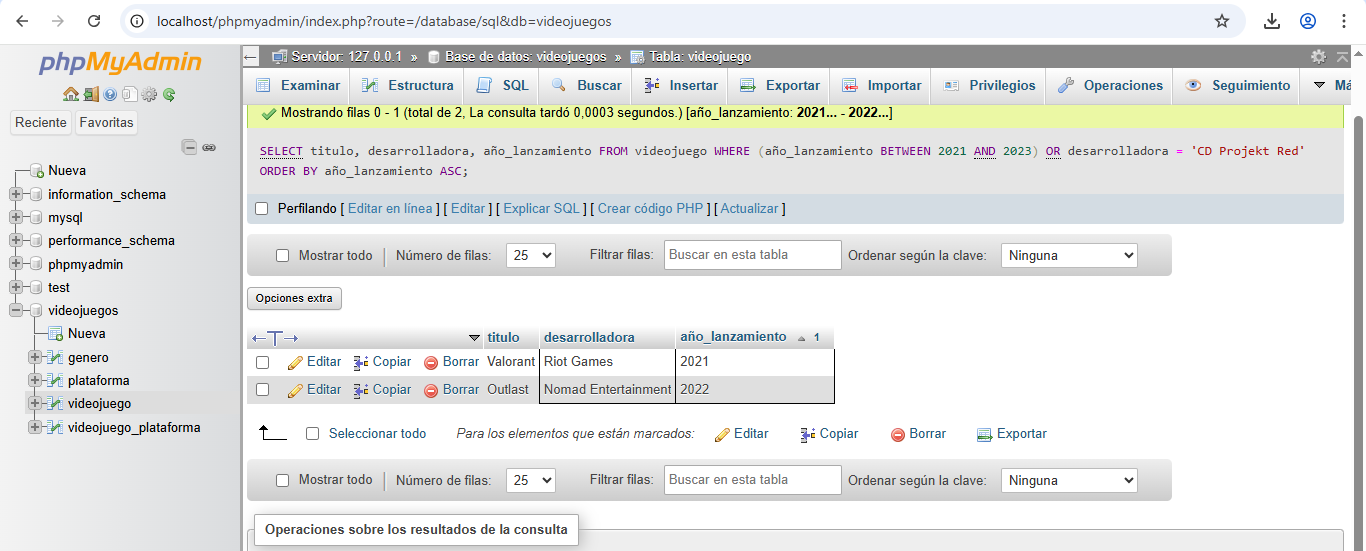 localhost/phpmyadmin/index.php?route=/database/sql&db=videojuegos
phpMyAdmin
Reciente Favoritas
Nueva
information_schema
mysql
performance_schema
phpmyadmin
test
videojuegos
Nueva
genero
plataforma
videojuego
videojuego_plataforma
Servidor: 127.0.0.1 » Base de datos: videojuegos » Tabla: videojuego
Examinar Estructura SQL Buscar Insertar Exportar Importar Privilegios Operaciones Seguimiento Má
Mostrando filas 0 - 1 (total de 2, La consulta tardó 0,0003 segundos.) [año_lanzamiento: 2021... - 2022...]
SELECT titulo, desarrolladora, año_lanzamiento FROM videojuego WHERE (año_lanzamiento BETWEEN 2021 AND 2023) OR desarrolladora = 'CD Projekt Red'
ORDER BY año_lanzamiento ASC;
Perfilando [ Editar en línea ] [ Editar ] [ Explicar SQL ] [ Crear código PHP ] [ Actualizar ]
Mostrar todo | Número de filas: 25 Filtrar filas: Buscar en esta tabla Ordenar según la clave: Ninguna
Opciones extra
←T→ titulo desarrolladora año_lanzamiento 1
Editar Copiar Borrar Valorant Riot Games 2021
Editar Copiar Borrar Outlast Nomad Entertainment 2022
Seleccionar todo Para los elementos que están marcados: Editar Copiar Borrar Exportar
Mostrar todo | Número de filas: 25 Filtrar filas: Buscar en esta tabla Ordenar según la clave: Ninguna
Operaciones sobre los resultados de la consulta